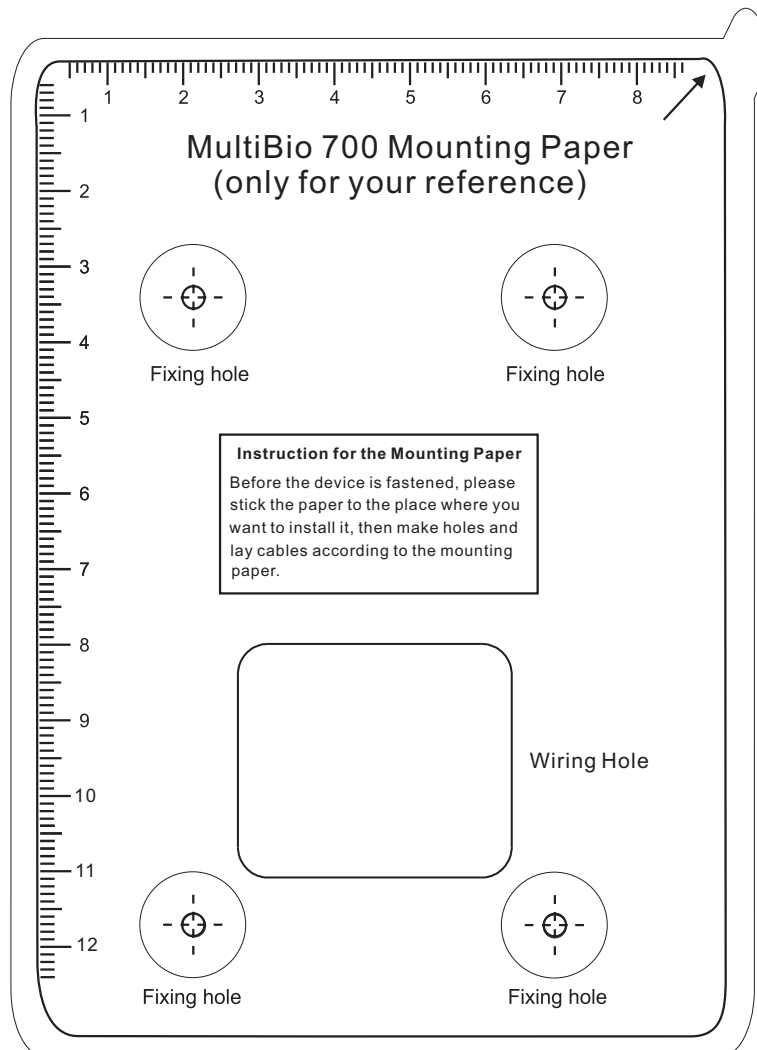 1 2 3 4 5 6 7 8
1
MultiBio 700 Mounting Paper
(only for your reference)
2
3
4
Fixing hole Fixing hole
5
Instruction for the Mounting Paper
Before the device is fastened, please
stick the paper to the place where you
want to install it, then make holes and
lay cables according to the mounting
paper.
6
7
8
9
Wiring Hole
10
11
12
Fixing hole Fixing hole